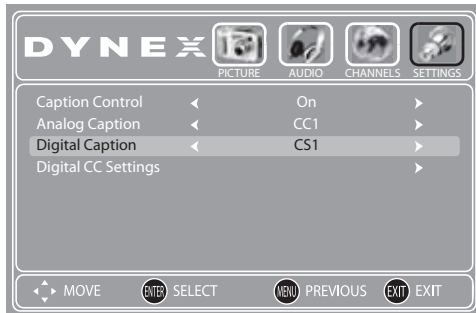 DYNEX
PICTURE AUDIO CHANNELS SETTINGS
Caption Control On
Analog Caption CC1
Digital Caption CS1
Digital CC Settings
MOVE ENTER SELECT MENU PREVIOUS EXIT EXIT